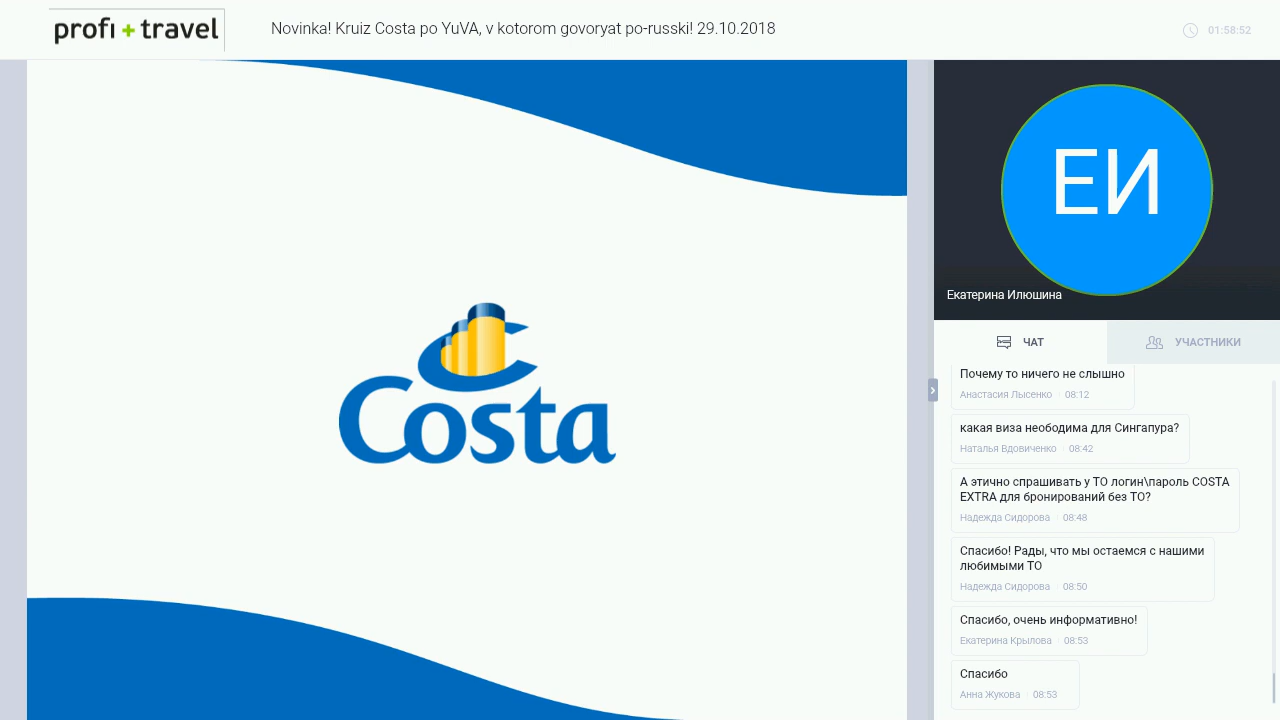 profi + travel
Novinka! Kruiz Costa po YuVA, v kotorom govoryat po-russki! 29.10.2018
01:58:52
ЕИ
Екатерина Илюшина
ЧАТ
УЧАСТНИКИ
Costa
Почему то ничего не слышно
Анастасия Лысенко 08:12
какая виза неободима для Сингапура?
Наталья Вдовиченко 08:42
А этично спрашивать у ТО логин\пароль COSTA
EXTRA для бронирований без ТО?
Надежда Сидорова 08:48
Спасибо! Рады, что мы остаемся с нашими
любимыми ТО
Надежда Сидорова 08:50
Спасибо, очень информативно!
Екатерина Крылова 08:53
Спасибо
Анна Жукова 08:53